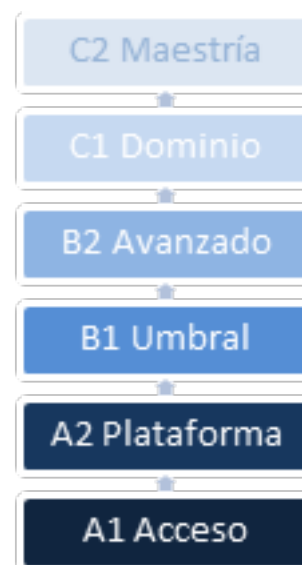 C2 Maestría
C1 Dominio
B2 Avanzado
B1 Umbral
A2 Plataforma
A1 Acceso